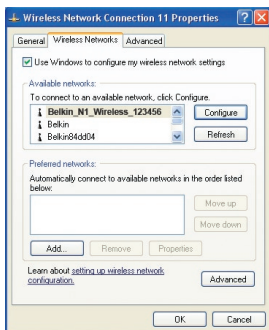 Wireless Network Connection 11 Properties
General Wireless Networks Advanced
Use Windows to configure my wireless network settings
Available networks:
To connect to an available network, click Configure.
Belkin_N1_Wireless_123456
Configure
Belkin
Belkin84dd04
Refresh
Preferred networks:
Automatically connect to available networks in the order listed
below:
Move up
Move down
Add... Remove Properties
Learn about setting up wireless network
configuration.
Advanced
OK Cancel